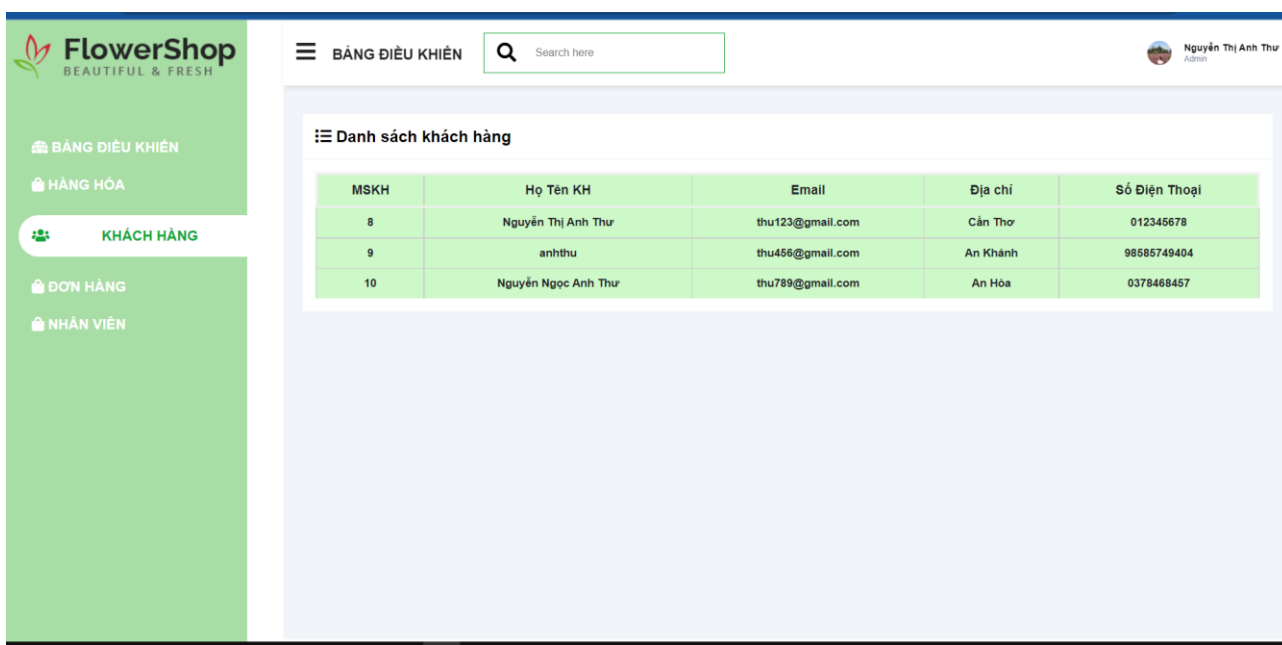 FlowerShop
BEAUTIFUL & FRESH
BẢNG ĐIỀU KHIỂN
HÀNG HÓA
KHÁCH HÀNG
ĐƠN HÀNG
NHÂN VIÊN
BẢNG ĐIỀU KHIỂN Search here
Nguyễn Thị Anh Thư
Admin
Danh sách khách hàng
MSKH Họ Tên KH Email Địa chỉ Số Điện Thoại
8 Nguyễn Thị Anh Thư thu123@gmail.com Cần Thơ 012345678
9 anhthu thu456@gmail.com An Khánh 98585749404
10 Nguyễn Ngọc Anh Thư thu789@gmail.com An Hòa 0378468457